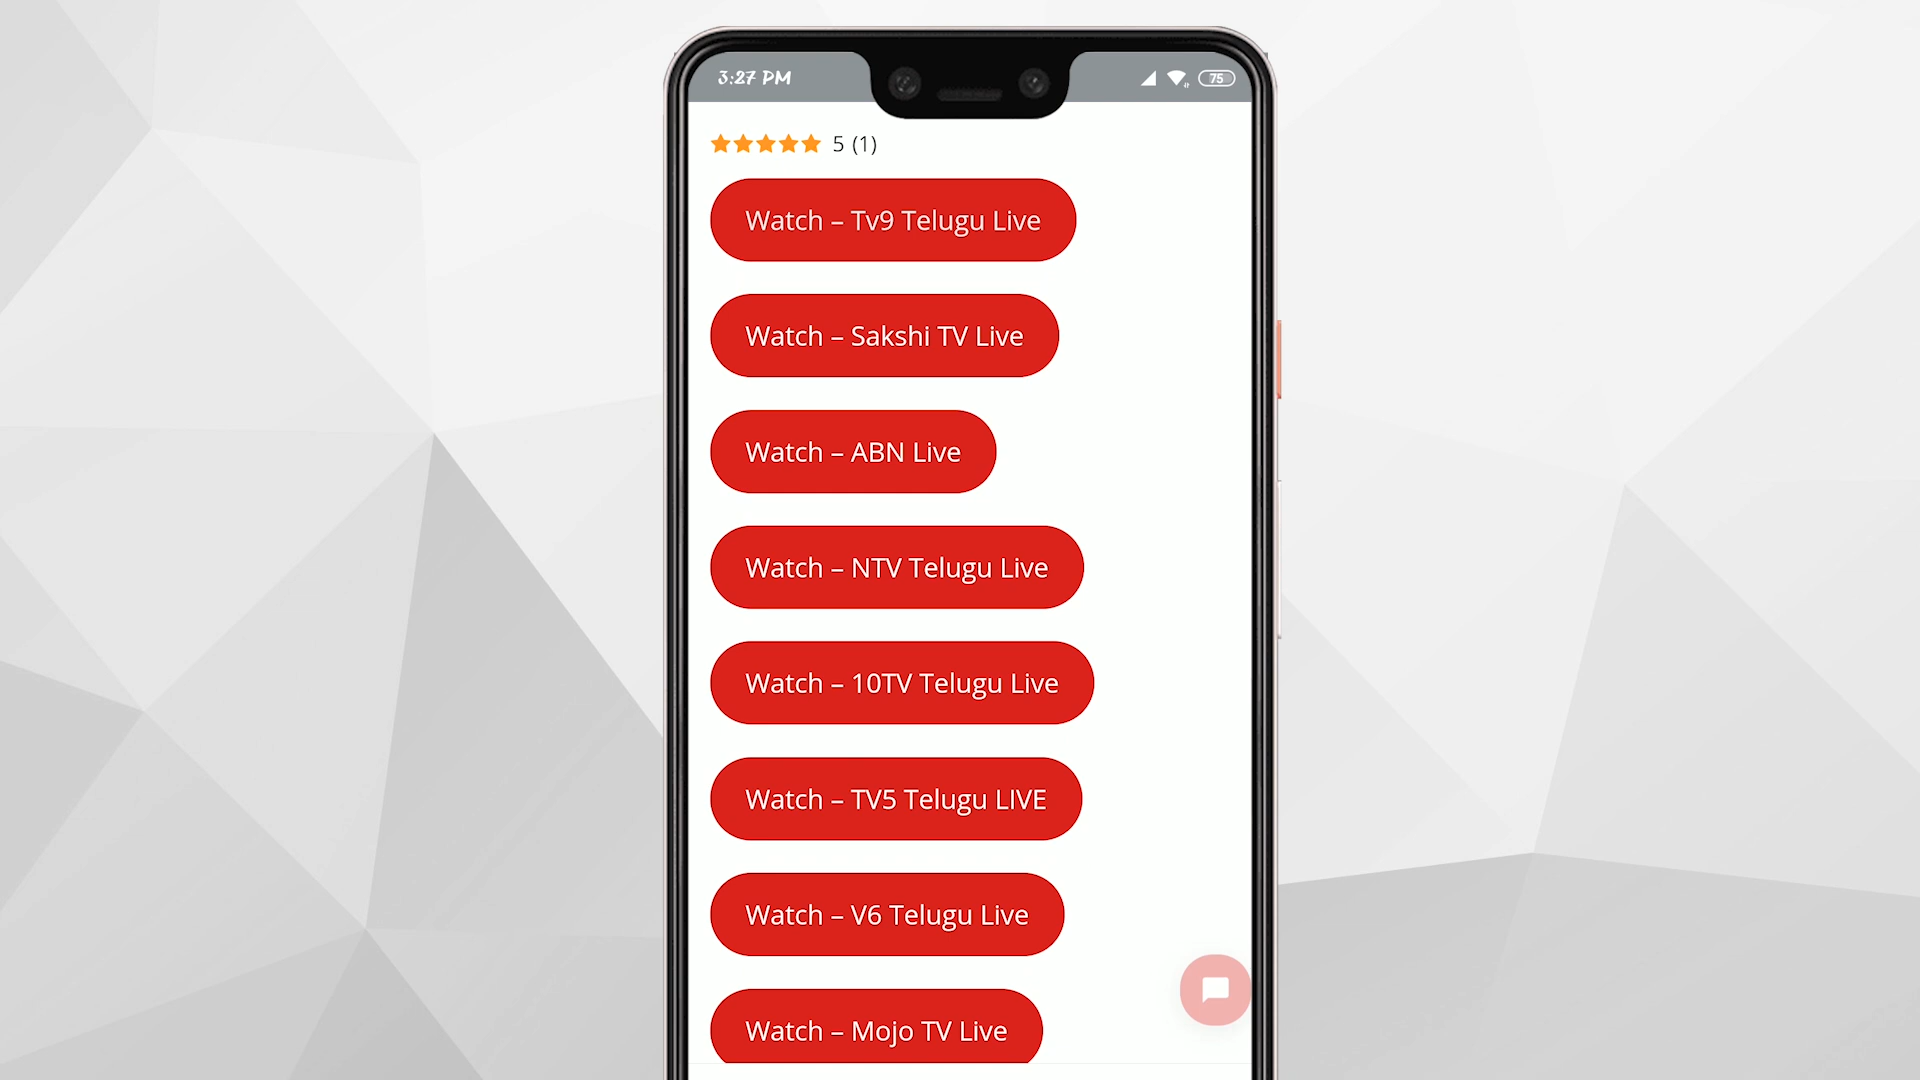 3:27 PM
75
5 (1)
Watch – Tv9 Telugu Live
Watch – Sakshi TV Live
Watch – ABN Live
Watch – NTV Telugu Live
Watch – 10TV Telugu Live
Watch – TV5 Telugu LIVE
Watch – V6 Telugu Live
Watch – Mojo TV Live